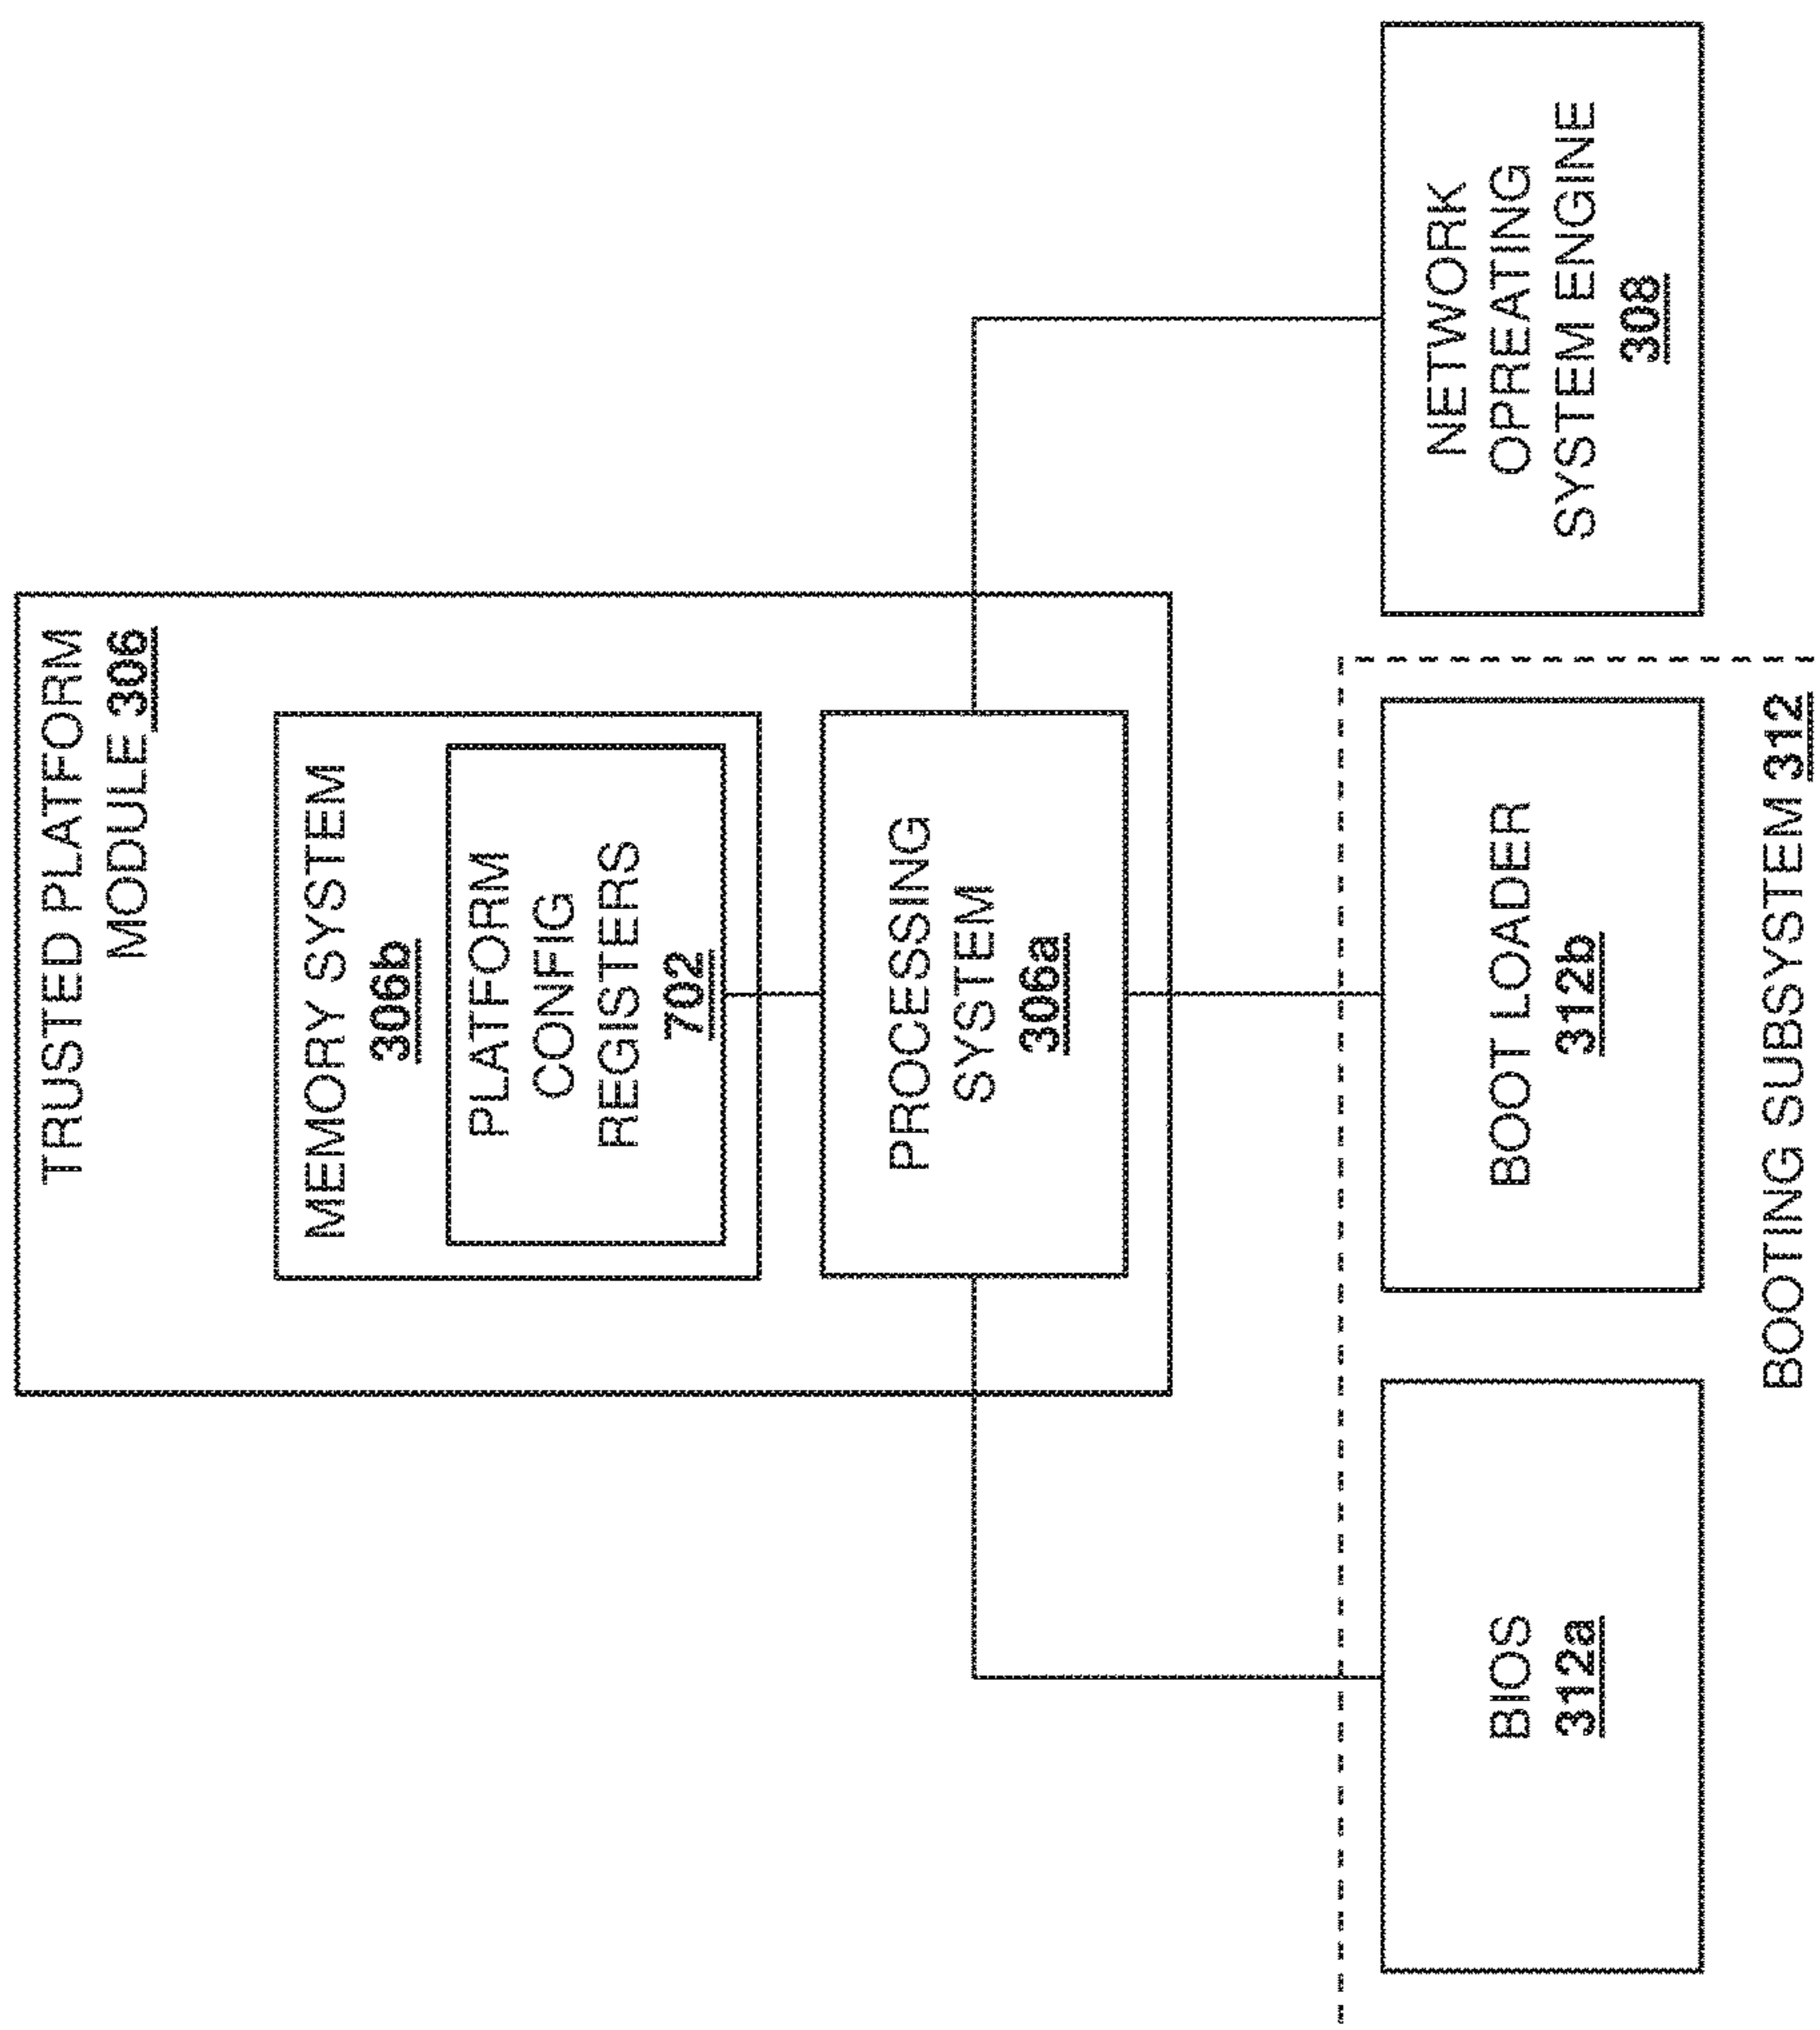 TRUSTED PLATFORM
MODULE 306
MEMORY SYSTEM
306b
PLATFORM
CONFIG
REGISTERS
702
PROCESSING
SYSTEM
306a
BIOS
312a
BOOT LOADER
312b
NETWORK
OPREATING
SYSTEM ENGINE
308
BOOTING SUBSYSTEM 312